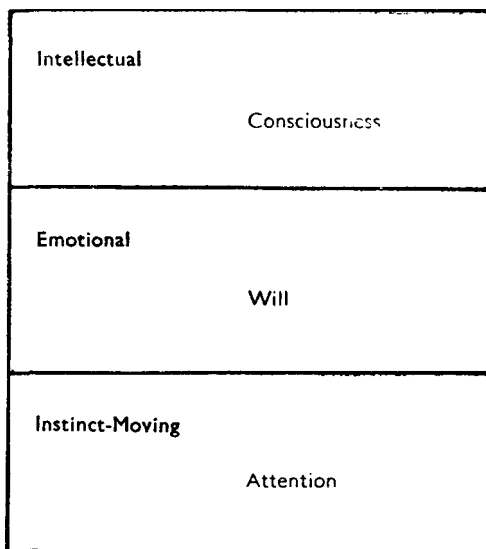 Intellectual
Consciousness
Emotional
Will
Instinct-Moving
Attention